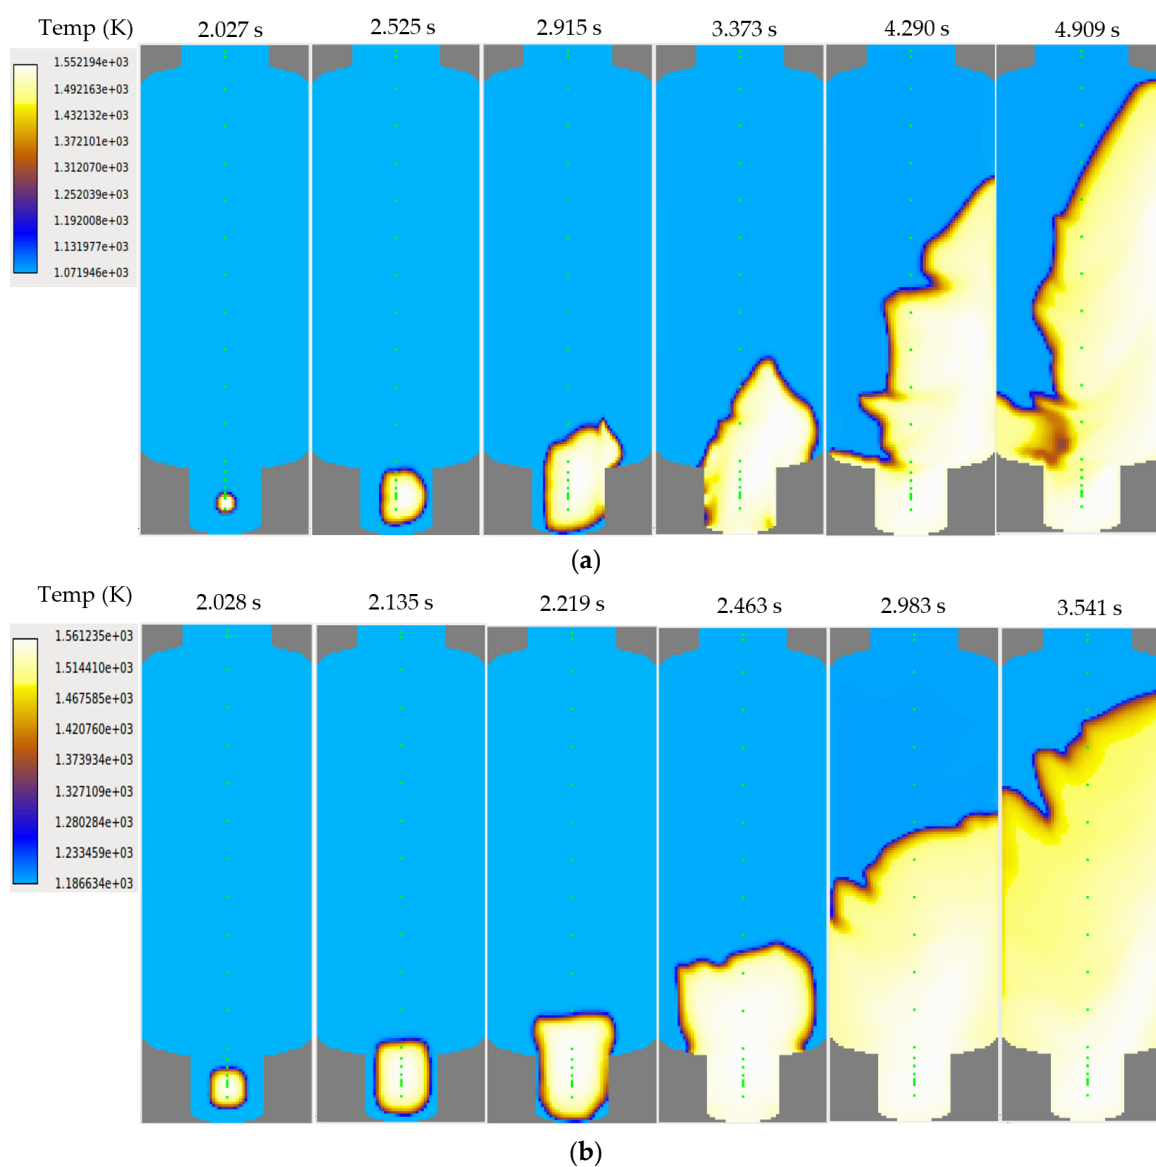 Temp (K) 2.027 s 2.525 s 2.915 s 3.373 s 4.290 s 4.909 s
1.552194e+03
1.492163e+03
1.432132e+03
1.372101e+03
1.312070e+03
1.252039e+03
1.192008e+03
1.131977e+03
1.071946e+03
(a)
Temp (K) 2.028 s 2.135 s 2.219 s 2.463 s 2.983 s 3.541 s
1.561235e+03
1.514410e+03
1.467585e+03
1.420760e+03
1.373934e+03
1.327109e+03
1.280284e+03
1.233459e+03
1.186634e+03
(b)